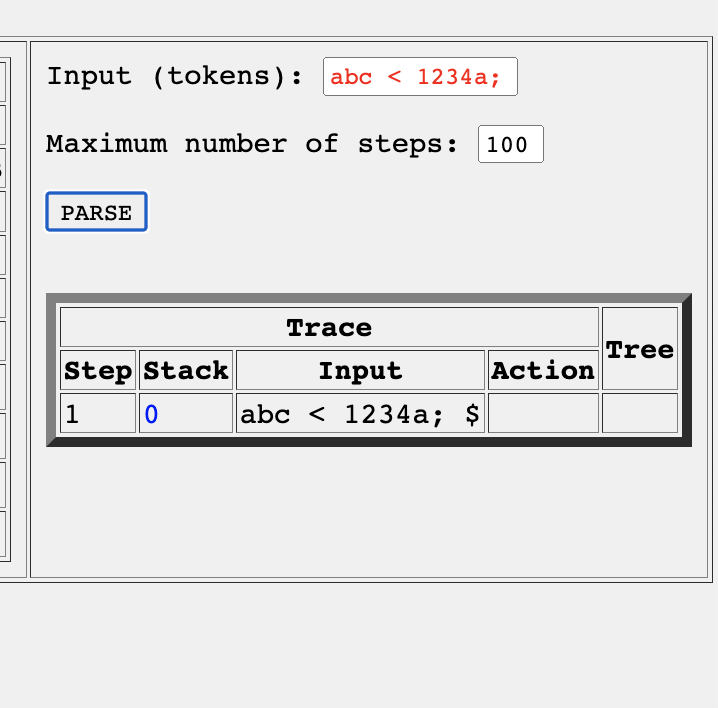 Input (tokens): abc < 1234a;
Maximum number of steps: 100
PARSE
Trace Tree
Step Stack Input Action
1 0 abc < 1234a; $